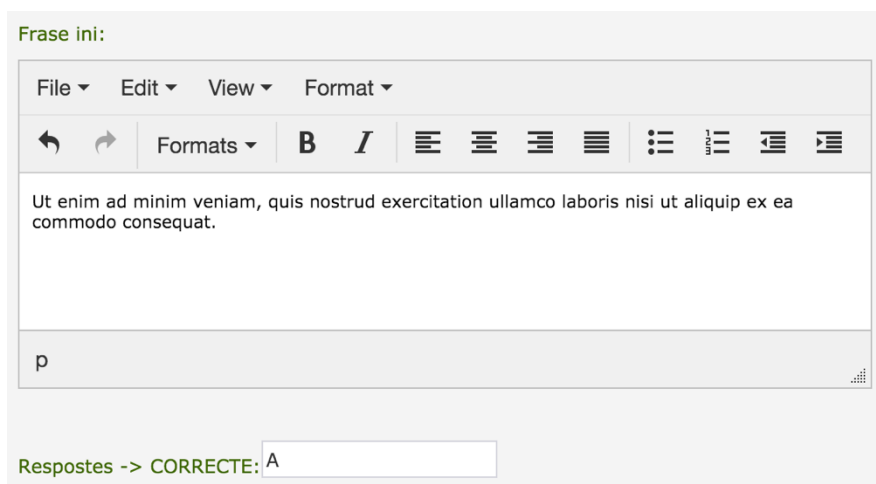 Frase ini:
File Edit View Format
Formats B I
Ut enim ad minim veniam, quis nostrud exercitation ullamco laboris nisi ut aliquip ex ea
commodo consequat.
p
Respostes -> CORRECTE: A